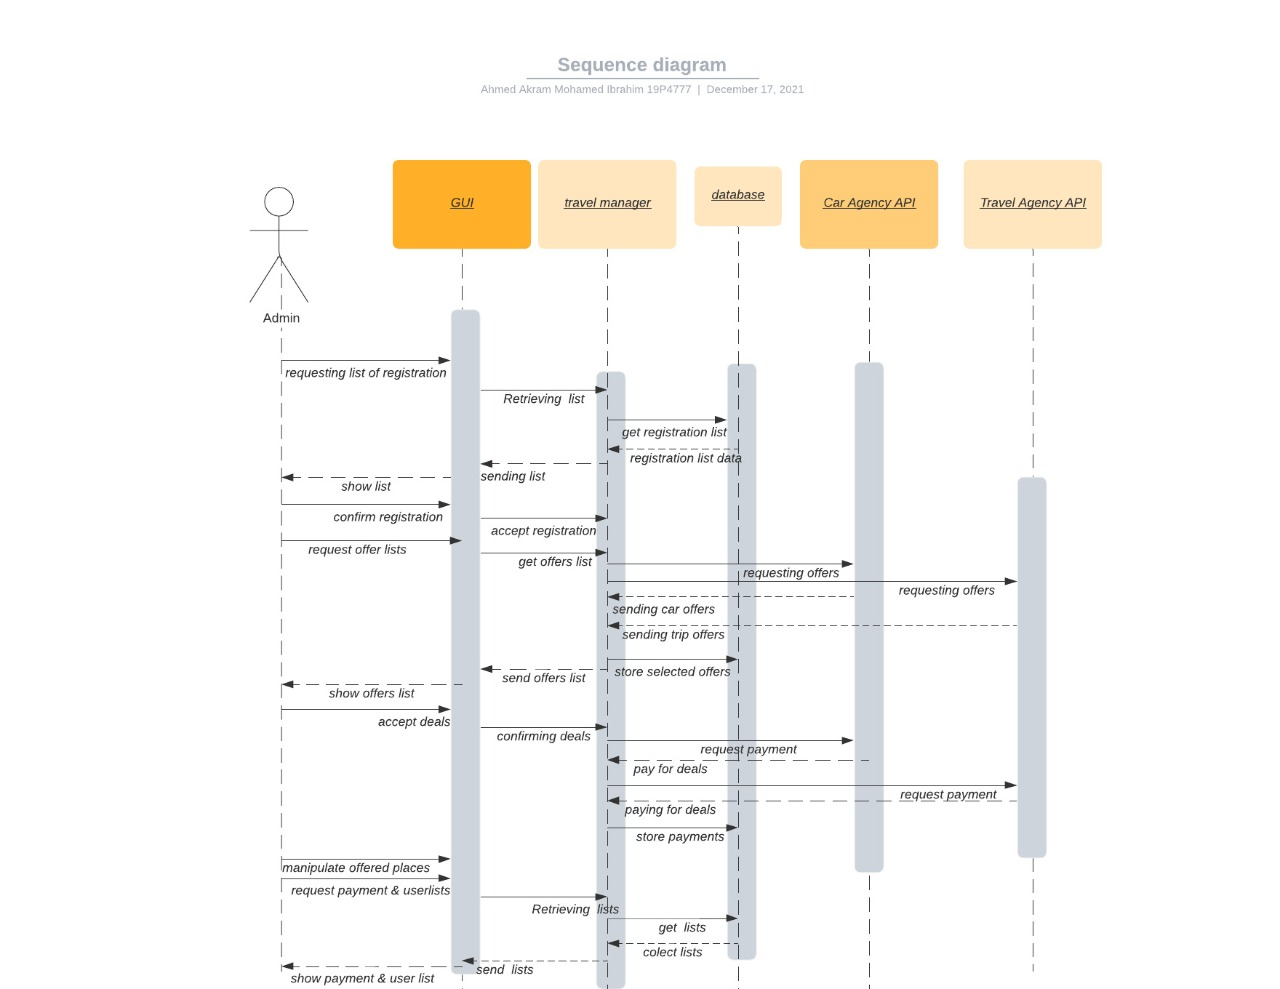 Sequence diagram
Ahmed Akram Mohamed Ibrahim 19P4777 | December 17, 2021
GUI
travel manager
database
Car Agency API
Travel Agency API
Admin
requesting list of registration
Retrieving list
get registration list
registration list data
sending list
show list
confirm registration
accept registration
request offer lists
get offers list
requesting offers
requesting offers
sending car offers
sending trip offers
store selected offers
send offers list
show offers list
accept deals
confirming deals
request payment
pay for deals
request payment
paying for deals
store payments
manipulate offered places
request payment & userlists
Retrieving lists
get lists
colect lists
send lists
show payment & user list